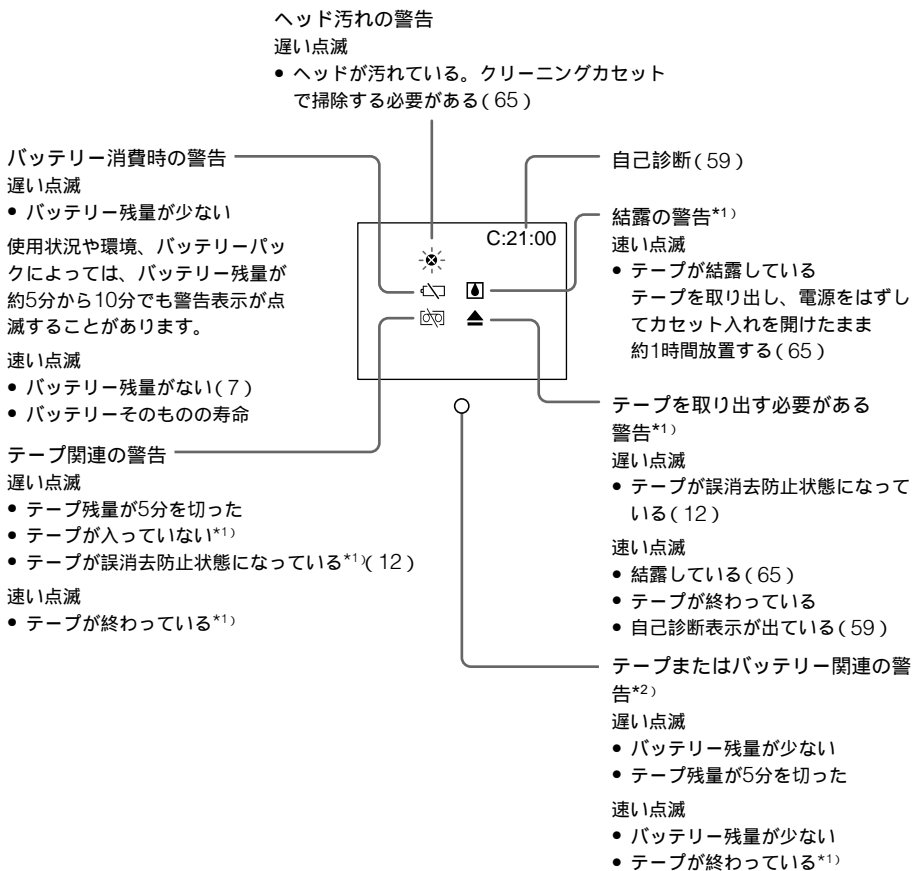 ヘッド汚れの警告
遅い点滅
• ヘッドが汚れている。クリーニングカセット
で掃除する必要がある(65)
バッテリー消費時の警告
遅い点滅
• バッテリー残量が少ない
使用状況や環境、バッテリーパッ
クによっては、バッテリー残量が
約5分から10分でも警告表示が点
滅することがあります。
速い点滅
• バッテリー残量がない(7)
• バッテリーそのものの寿命
テープ関連の警告
遅い点滅
• テープ残量が5分を切った
• テープが入っていない*1)
• テープが誤消去防止状態になっている*1)(12)
速い点滅
• テープが終わっている*1)
C:21:00
自己診断(59)
結露の警告*1)
速い点滅
• テープが結露している
テープを取り出し、電源をはずし
てカセット入れを開けたまま
約1時間放置する(65)
テープを取り出す必要がある
警告*1)
遅い点滅
• テープが誤消去防止状態になって
いる(12)
速い点滅
• 結露している(65)
• テープが終わっている
• 自己診断表示が出ている(59)
テープまたはバッテリー関連の警
告*2)
遅い点滅
• バッテリー残量が少ない
• テープ残量が5分を切った
速い点滅
• バッテリー残量が少ない
• テープが終わっている*1)